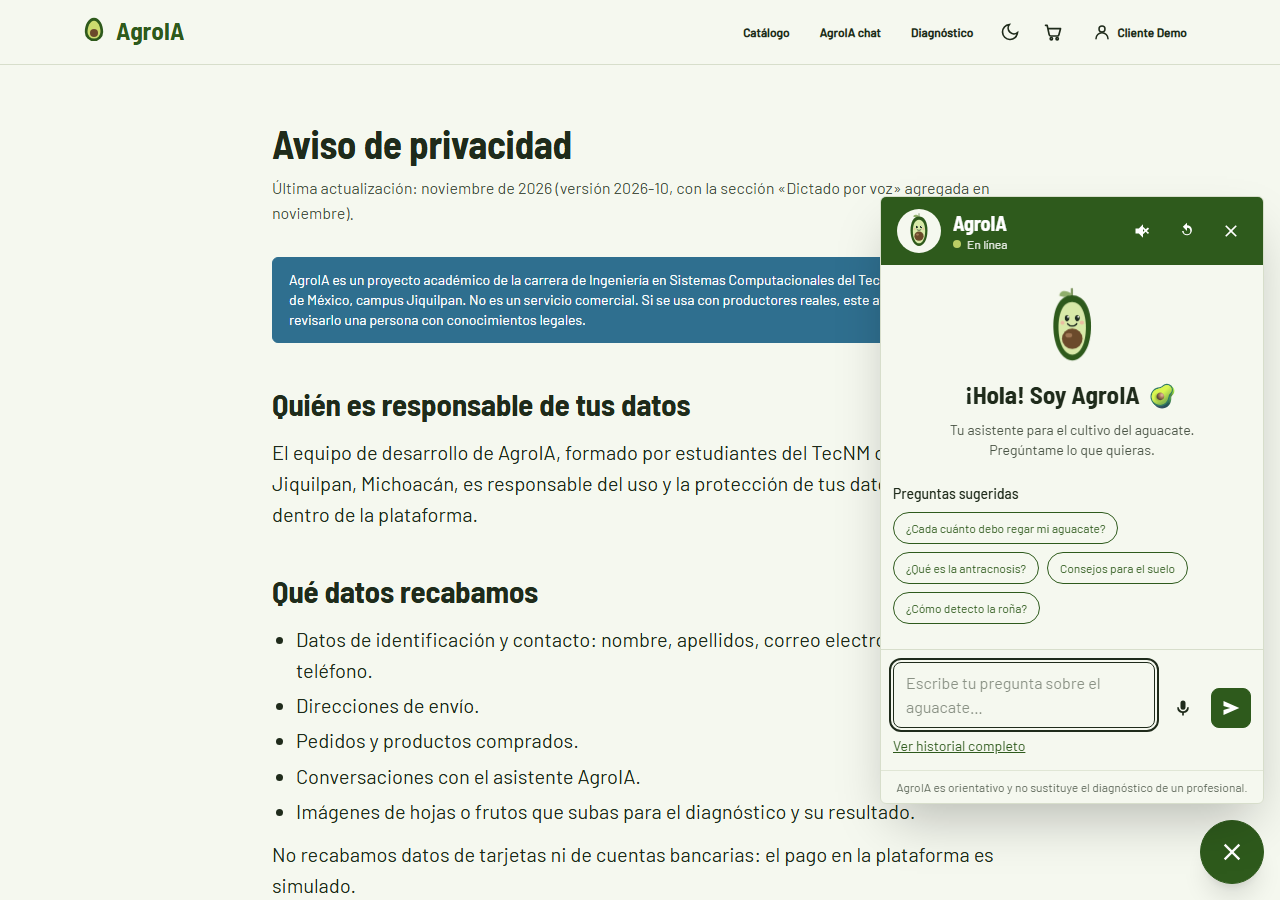 AgroIA
Catálogo
AgroIA chat
Diagnóstico
Cliente Demo
Aviso de privacidad
Última actualización: noviembre de 2026 (versión 2026-10, con la sección «Dictado por voz» agregada en
noviembre).
AgroIA es un proyecto académico de la carrera de Ingeniería en Sistemas Computacionales del Tec
de México, campus Jiquilpan. No es un servicio comercial. Si se usa con productores reales, este a
revisarlo una persona con conocimientos legales.
Quién es responsable de tus datos
El equipo de desarrollo de AgroIA, formado por estudiantes del TecNM
Jiquilpan, Michoacán, es responsable del uso y la protección de tus
dentro de la plataforma.
Qué datos recabamos
Datos de identificación y contacto: nombre, apellidos, correo
teléfono.
Direcciones de envío.
Pedidos y productos comprados.
Conversaciones con el asistente AgroIA.
Imágenes de hojas o frutos que subas para el diagnóstico y su resultado.
No recabamos datos de tarjetas ni de cuentas bancarias: el pago en la plataforma es
simulado.
AgroIA
En línea
¡Hola! Soy AgroIA
Tu asistente para el cultivo del aguacate.
Pregúntame lo que quieras.
Preguntas sugeridas
¿Cada cuánto debo regar mi aguacate?
¿Qué es la antracnosis?
Consejos para el suelo
¿Cómo detecto la roña?
Escribe tu pregunta sobre el
aguacate...
Ver historial completo
AgroIA es orientativo y no sustituye el diagnóstico de un profesional.